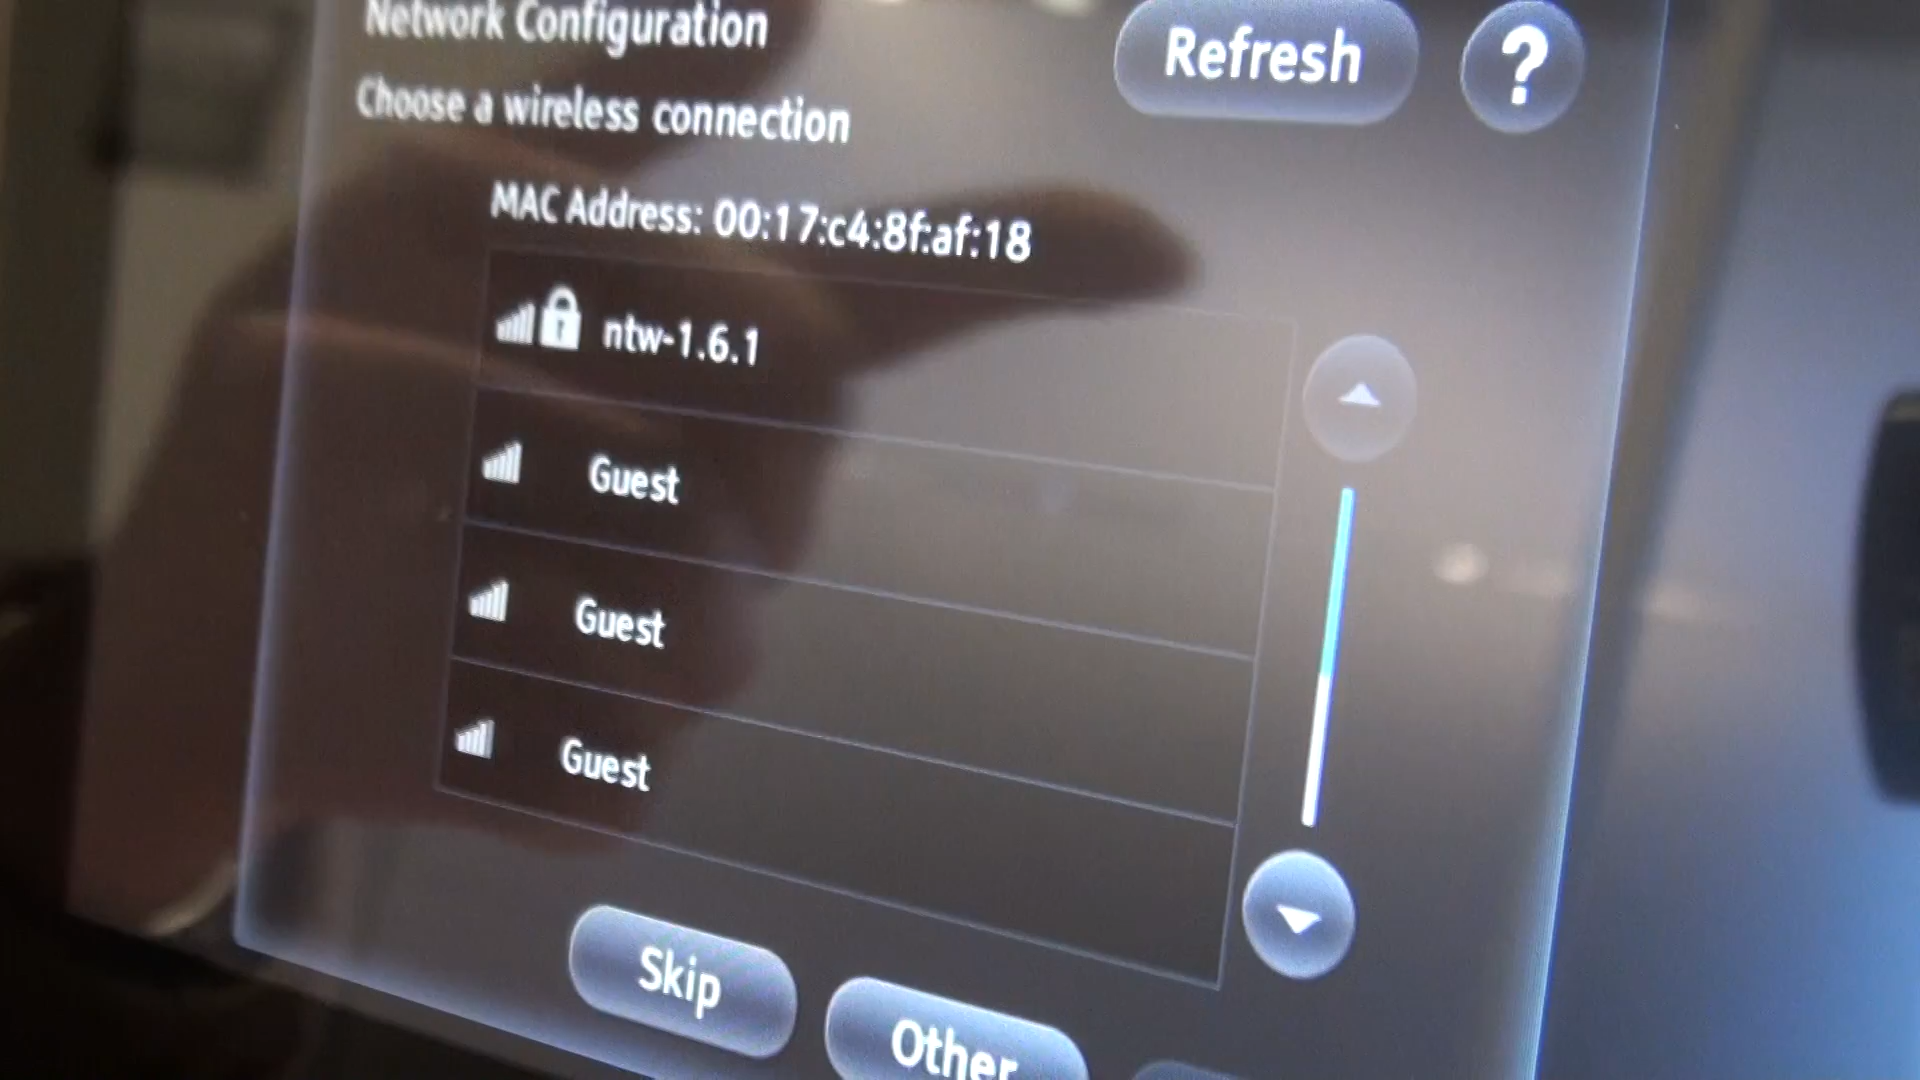 Network Configuration
Refresh
?
Choose a wireless connection
MAC Address: 00:17:c4:8f:af:18
ntw-1.6.1
Guest
Guest
Guest
Skip
Other